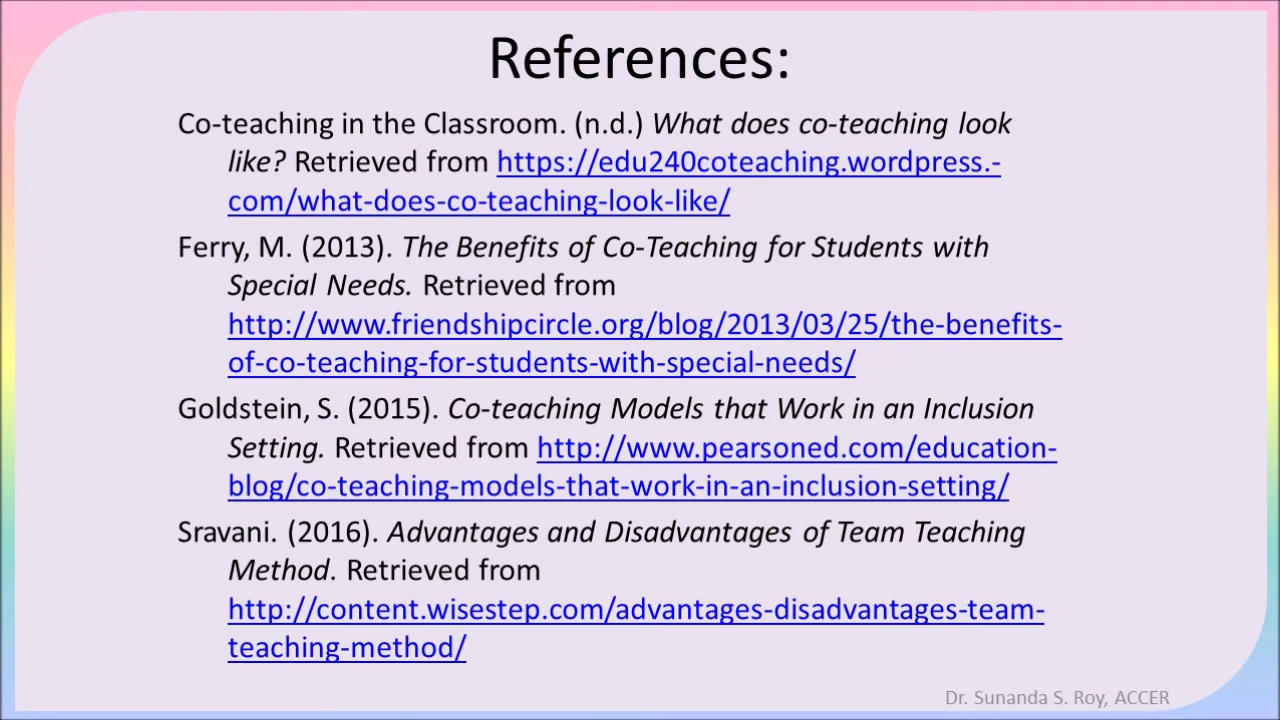 References:
Co-teaching in the Classroom. (n.d.) What does co-teaching look
like? Retrieved from https://edu240coteaching.wordpress.-
com/what-does-co-teaching-look-like/
Ferry, M. (2013). The Benefits of Co-Teaching for Students with
Special Needs. Retrieved from
http://www.friendshipcircle.org/blog/2013/03/25/the-benefits-
of-co-teaching-for-students-with-special-needs/
Goldstein, S. (2015). Co-teaching Models that Work in an Inclusion
Setting. Retrieved from http://www.pearsoned.com/education-
blog/co-teaching-models-that-work-in-an-inclusion-setting/
Sravani. (2016). Advantages and Disadvantages of Team Teaching
Method. Retrieved from
http://content.wisestep.com/advantages-disadvantages-team-
teaching-method/
Dr. Sunanda S. Roy, ACCER